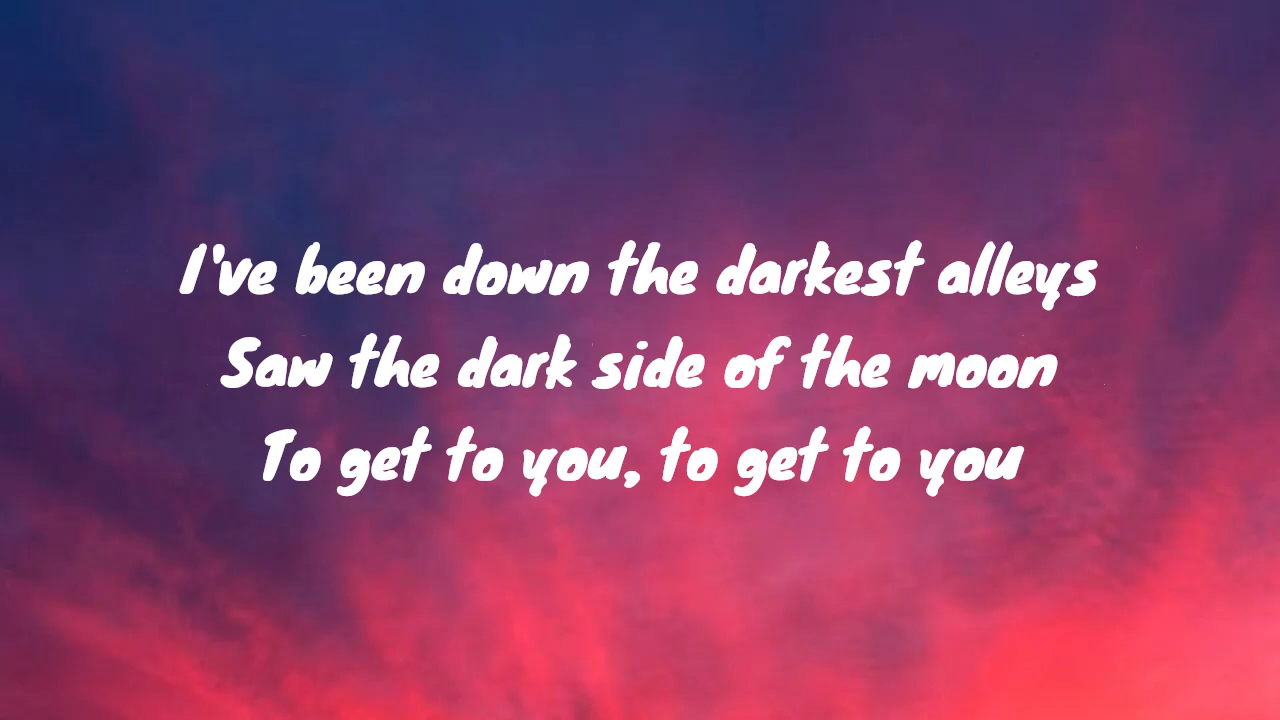 I've been down the darkest alleys
Saw the dark side of the moon
To get to you, to get to you